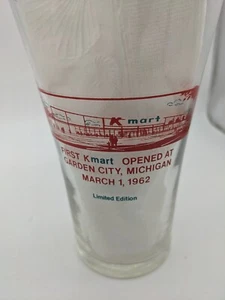 K mart
FIRST Kmart OPENED AT
GARDEN CITY, MICHIGAN
MARCH 1, 1962
Limited Edition